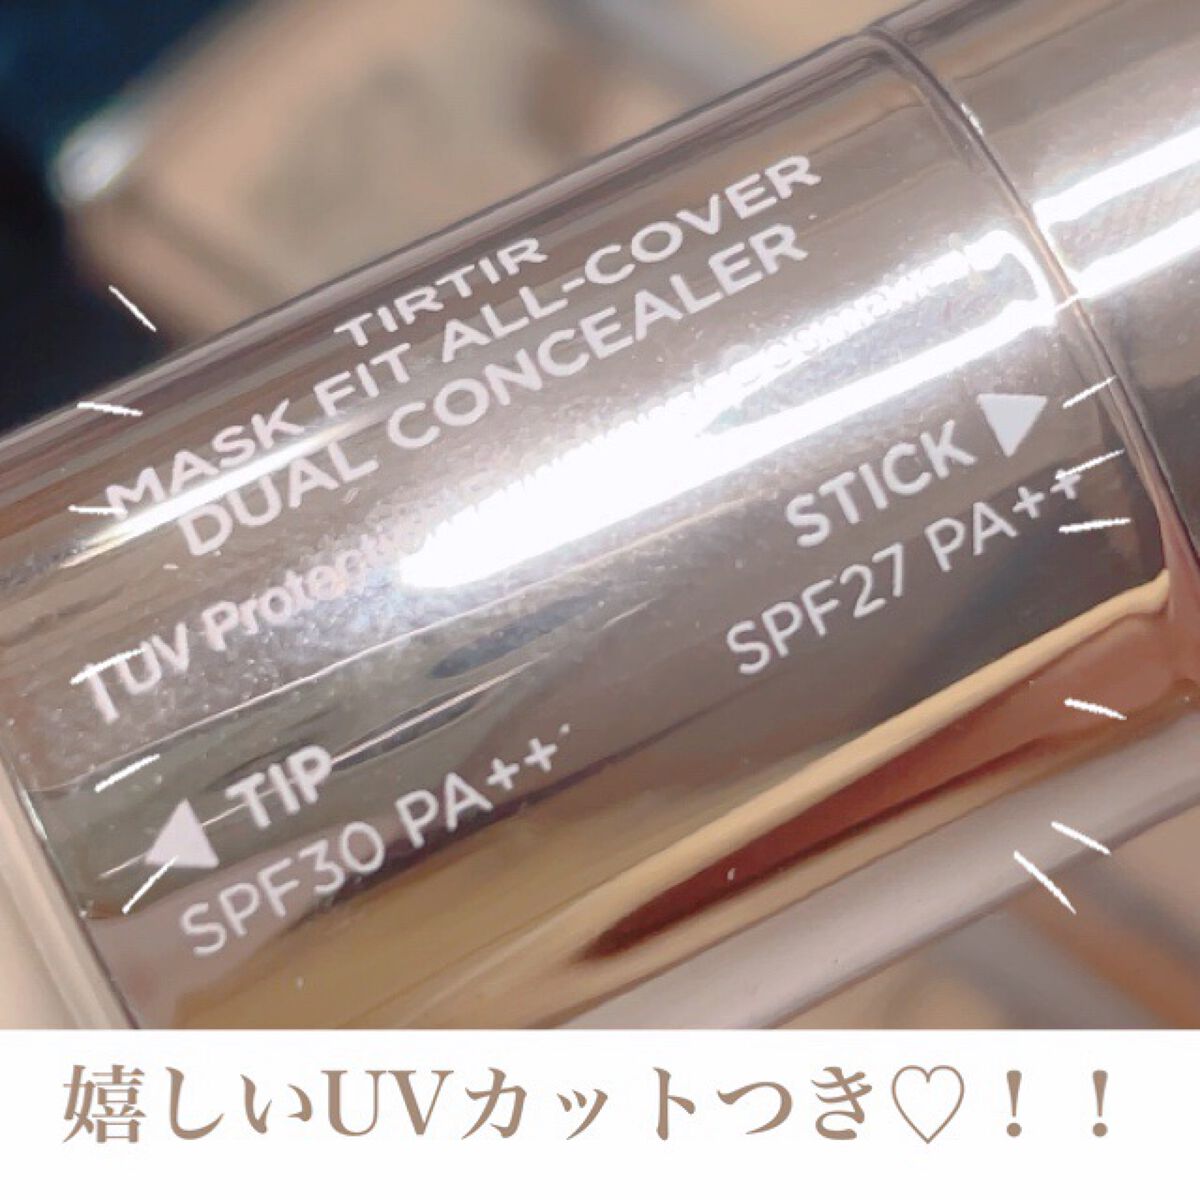 TIRTIR
MASK FIT ALL-COVER
DUAL CONCEALER
UV
STICK ▶
SPF27 PA++
◀ TIP
SPF30 PA++
嬉しいUVカットつき♡！！